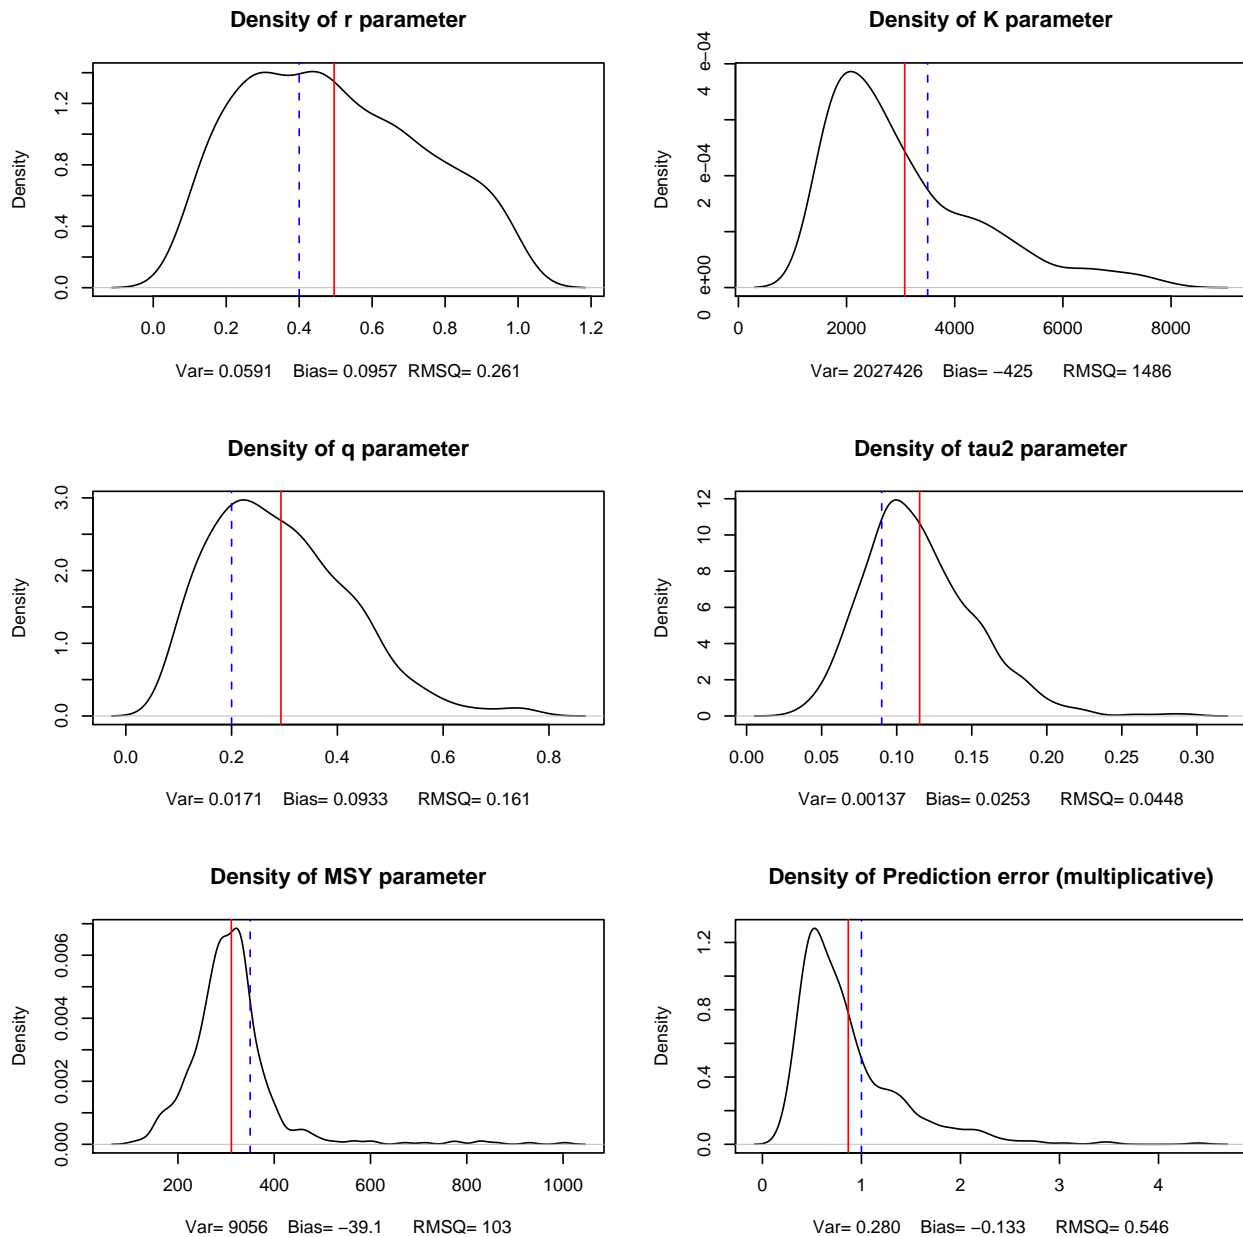 Density of r parameter
Density
0.0 0.4 0.8 1.2
0.0 0.2 0.4 0.6 0.8 1.0 1.2
Var= 0.0591 Bias= 0.0957 RMSQ= 0.261
Density of K parameter
Density
0 e+00 2 e−04 4 e−04
0 2000 4000 6000 8000
Var= 2027426 Bias= −425 RMSQ= 1486
Density of q parameter
Density
0.0 1.0 2.0 3.0
0.0 0.2 0.4 0.6 0.8
Var= 0.0171 Bias= 0.0933 RMSQ= 0.161
Density of tau2 parameter
Density
0 2 4 6 8 10 12
0.00 0.05 0.10 0.15 0.20 0.25 0.30
Var= 0.00137 Bias= 0.0253 RMSQ= 0.0448
Density of MSY parameter
Density
0.000 0.002 0.004 0.006
200 400 600 800 1000
Var= 9056 Bias= −39.1 RMSQ= 103
Density of Prediction error (multiplicative)
Density
0.0 0.4 0.8 1.2
0 1 2 3 4
Var= 0.280 Bias= −0.133 RMSQ= 0.546